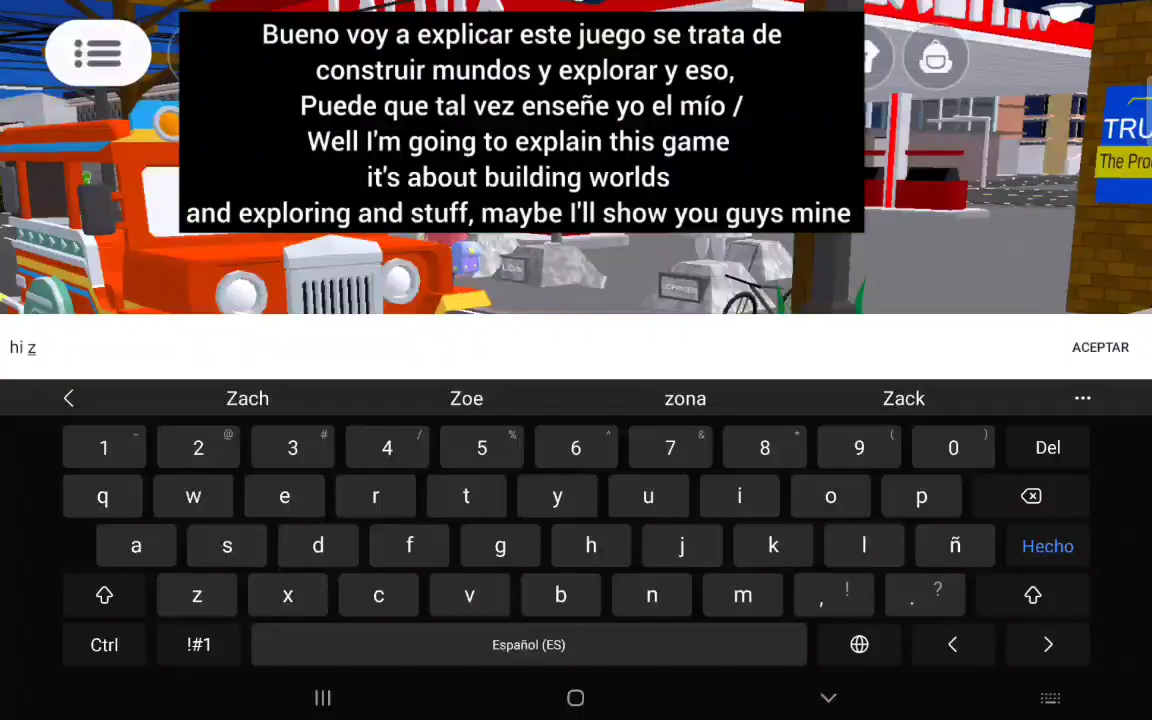 Bueno voy a explicar este juego se trata de
construir mundos y explorar y eso,
Puede que tal vez enseñe yo el mío /
Well I'm going to explain this game
it's about building worlds
and exploring and stuff, maybe I'll show you guys mine
TRU
The Pro
hi z
ACEPTAR
Zach Zoe zona Zack ...
1 - 2 @ 3 # 4 / 5 % 6 ^ 7 & 8 * 9 ( 0 ) Del
q w e r t y u i o p
a s d f g h j k l ñ Hecho
z x c v b n m , ! . ?
Ctrl !#1 Español (ES) < >